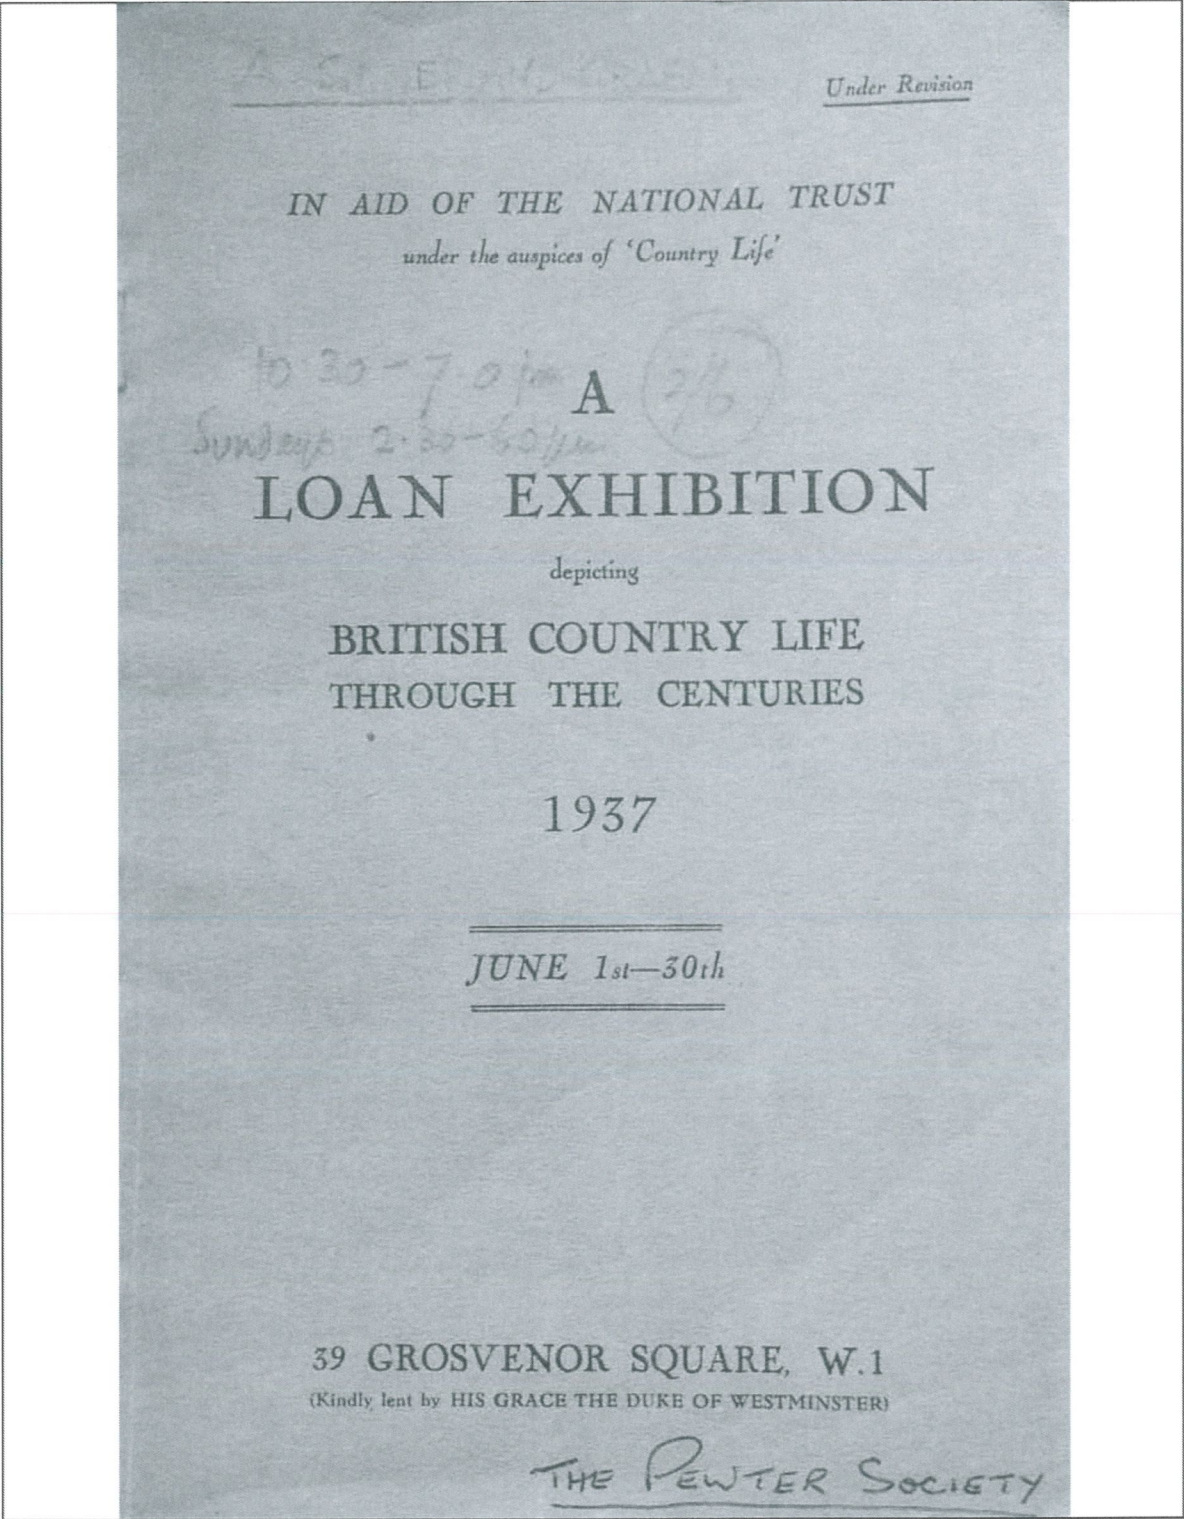 Under Revision
IN AID OF THE NATIONAL TRUST
under the auspices of 'Country Life'
10.30 - 7.0 pm
A
2/6
Sundays 2.30 - 6.0 pm
LOAN EXHIBITION
depicting
BRITISH COUNTRY LIFE
THROUGH THE CENTURIES
1937
JUNE 1st—30th
39 GROSVENOR SQUARE, W.1
(Kindly lent by HIS GRACE THE DUKE OF WESTMINSTER)
THE PEWTER SOCIETY